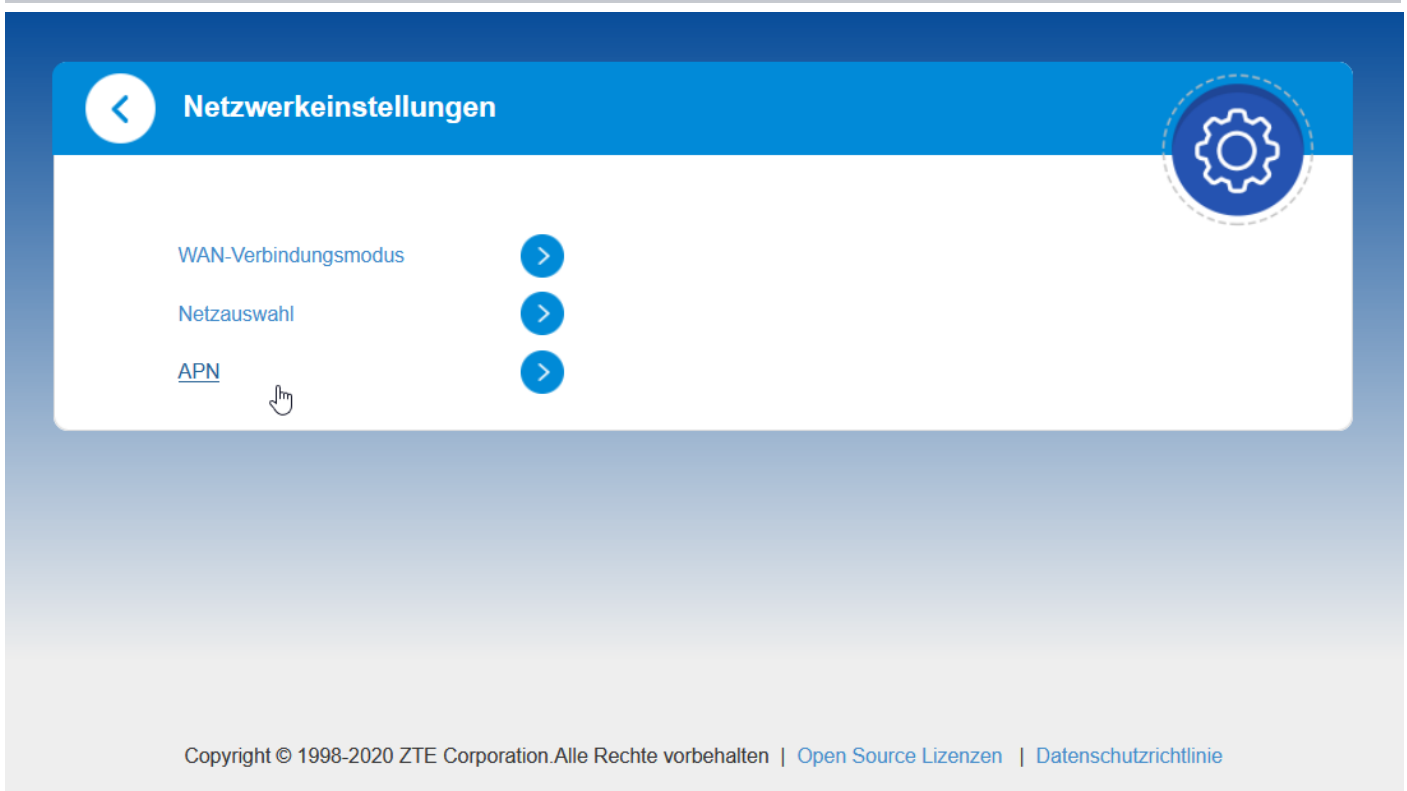 Netzwerkeinstellungen
WAN-Verbindungsmodus
Netzauswahl
APN
Copyright © 1998-2020 ZTE Corporation.Alle Rechte vorbehalten | Open Source Lizenzen | Datenschutzrichtlinie